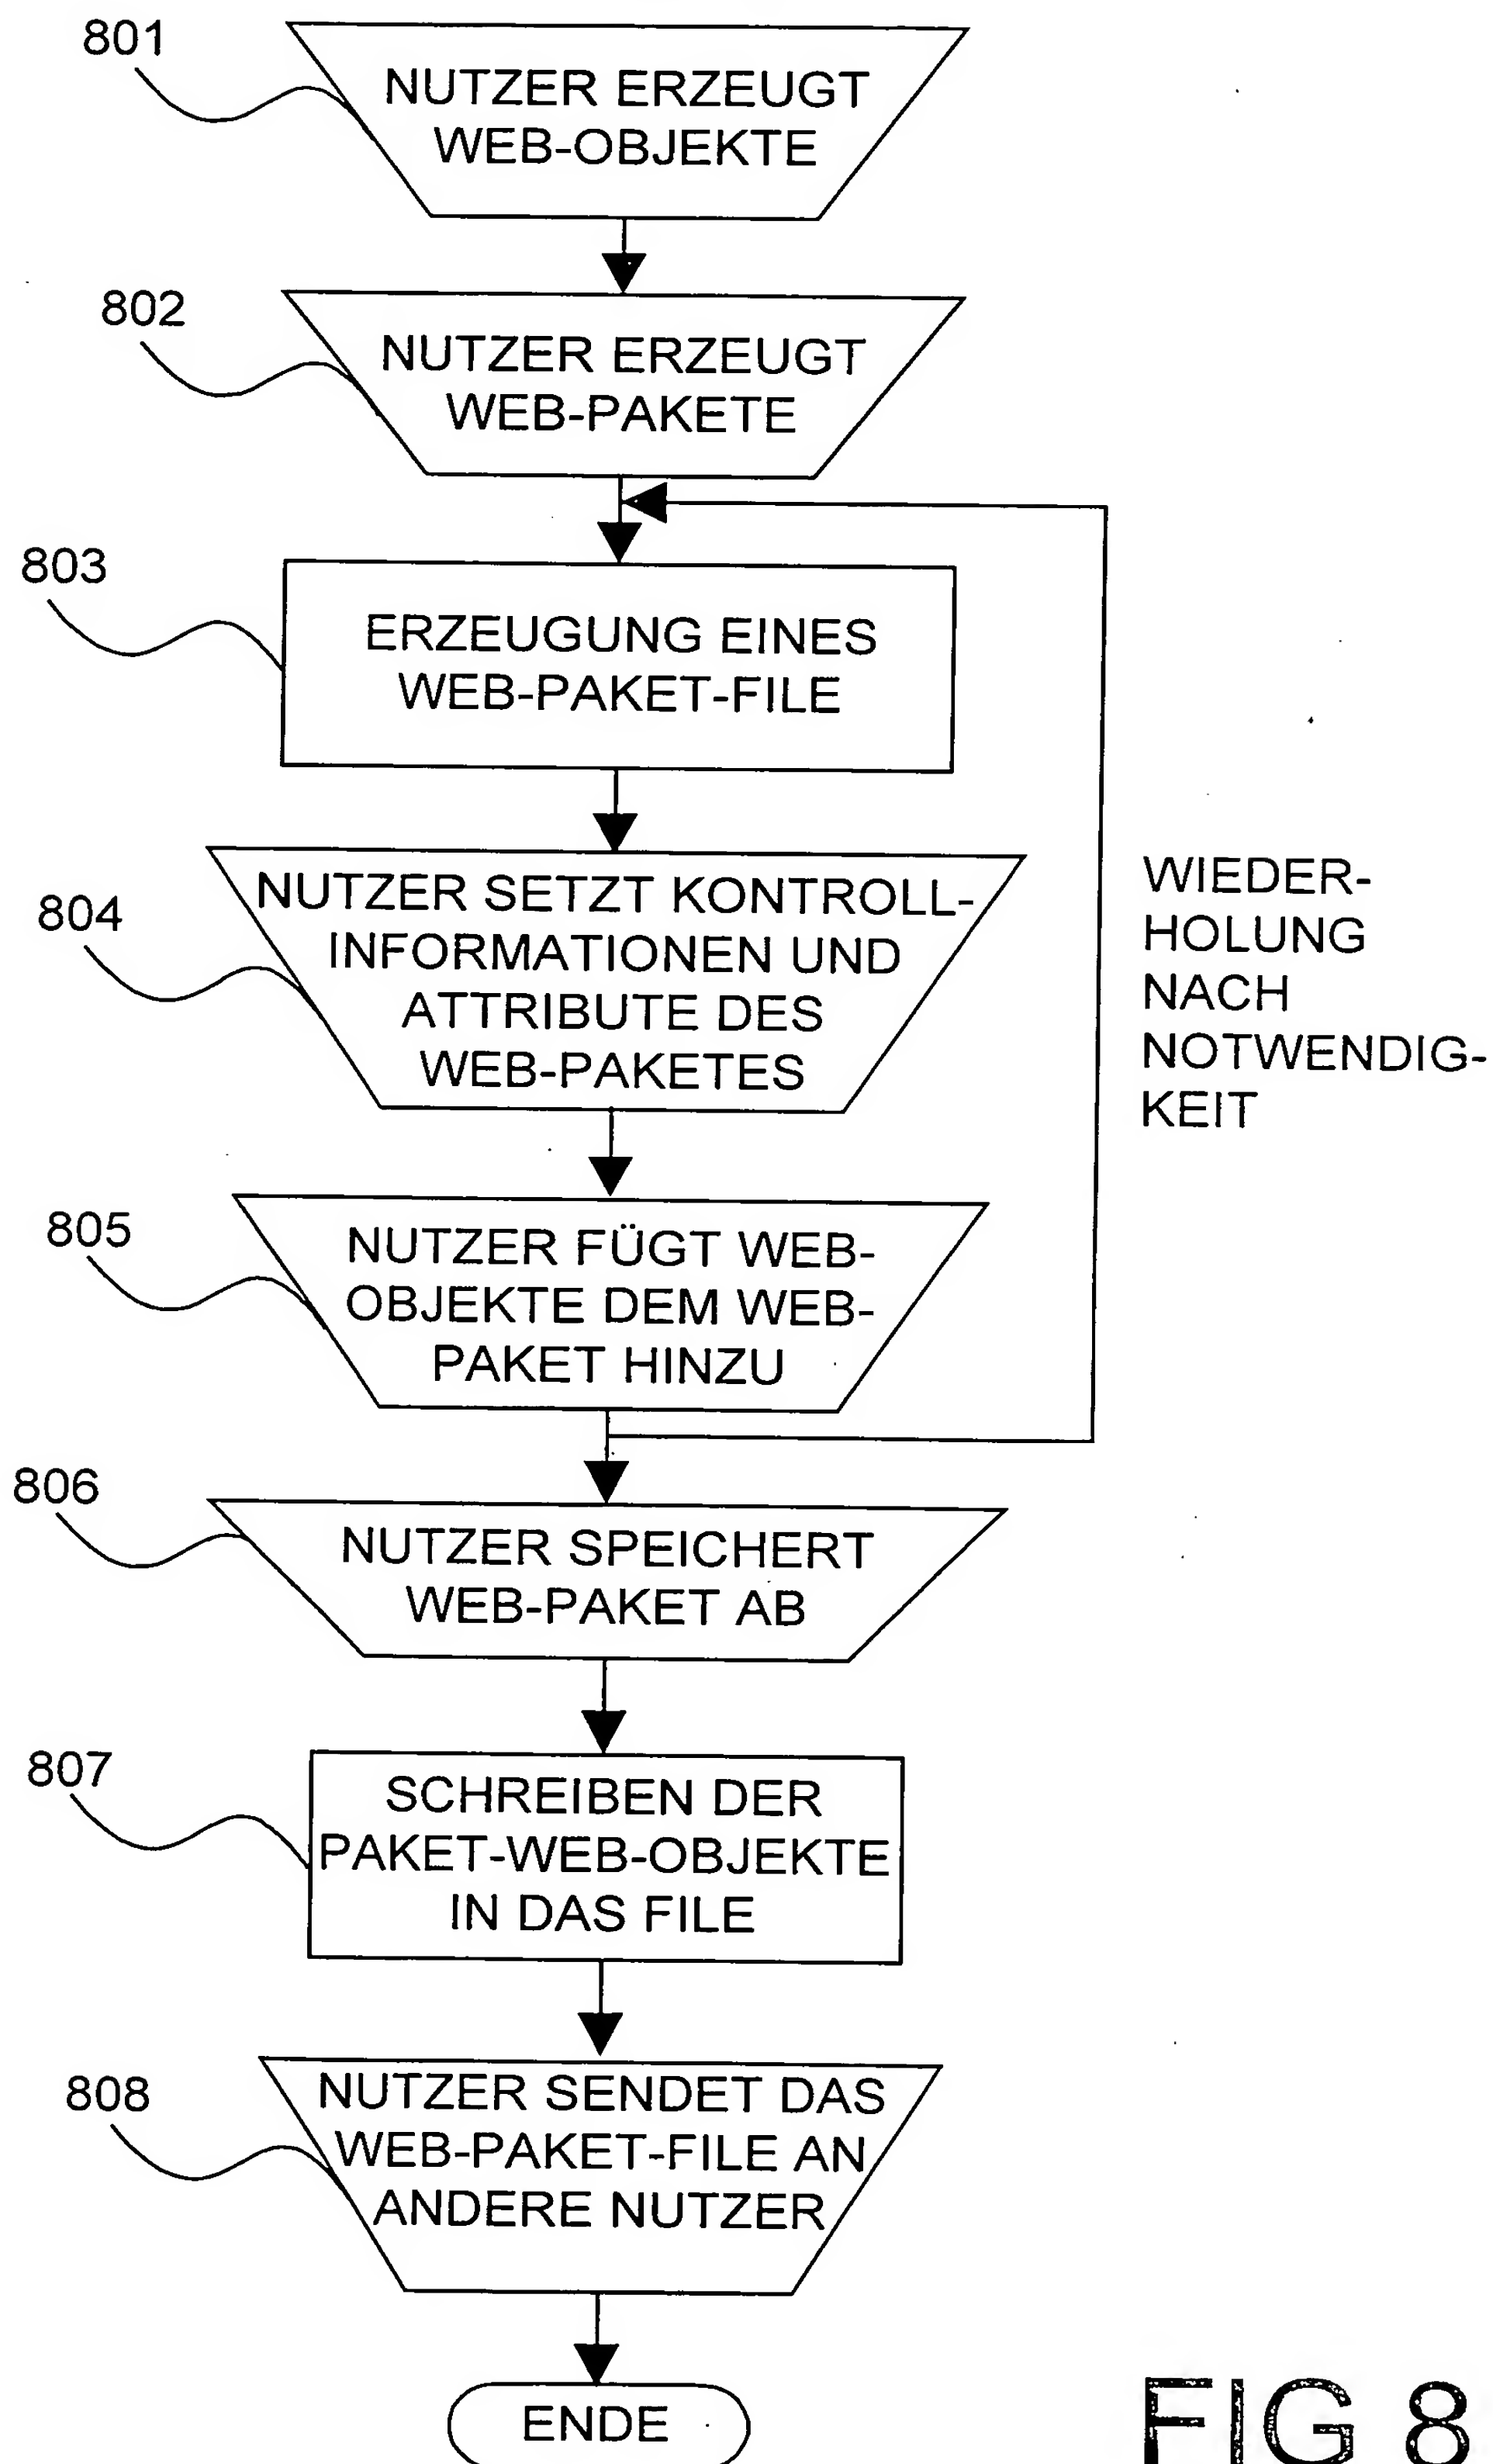 801
NUTZER ERZEUGT
WEB-OBJEKTE
802
NUTZER ERZEUGT
WEB-PAKETE
803
ERZEUGUNG EINES
WEB-PAKET-FILE
804
NUTZER SETZT KONTROLL-
INFORMATIONEN UND
ATTRIBUTE DES
WEB-PAKETES
WIEDER-
HOLUNG
NACH
NOTWENDIG-
KEIT
805
NUTZER FÜGT WEB-
OBJEKTE DEM WEB-
PAKET HINZU
806
NUTZER SPEICHERT
WEB-PAKET AB
807
SCHREIBEN DER
PAKET-WEB-OBJEKTE
IN DAS FILE
808
NUTZER SENDET DAS
WEB-PAKET-FILE AN
ANDERE NUTZER
ENDE
FIG 8